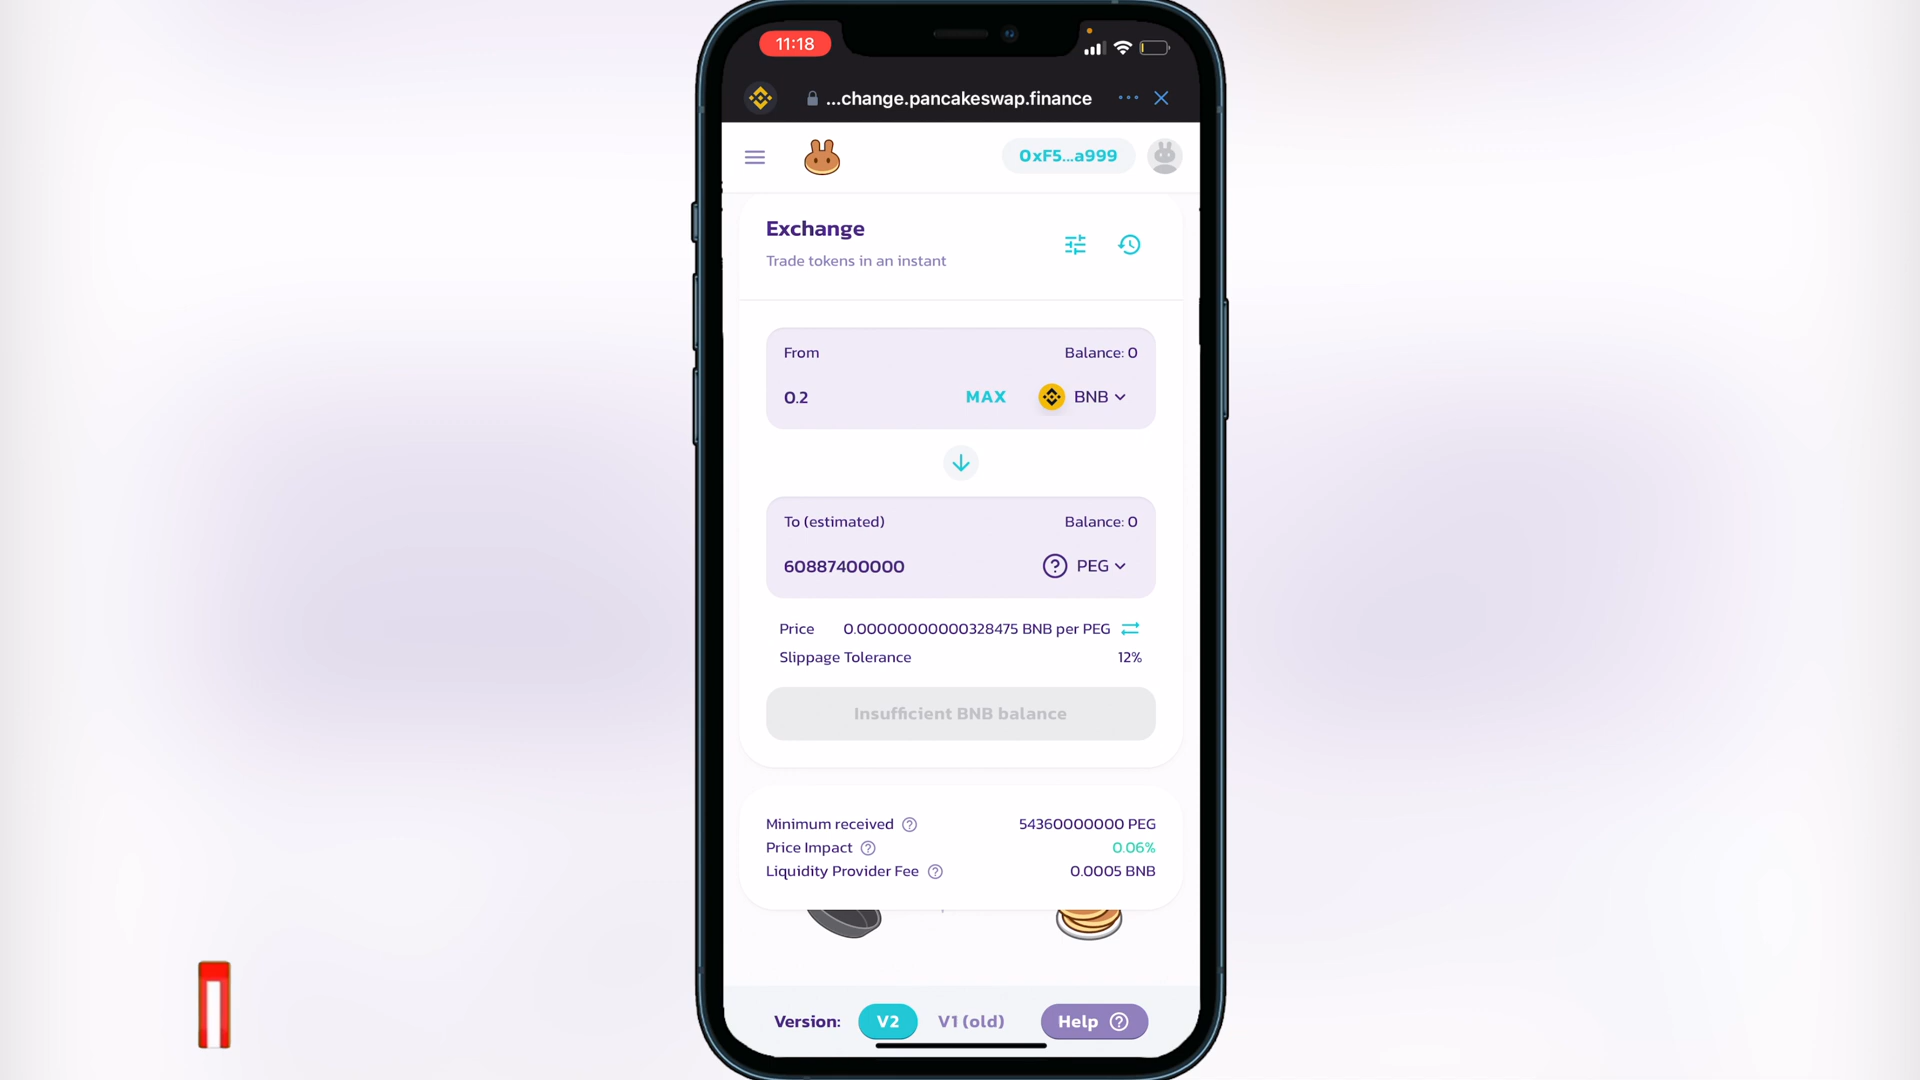 11:18
...change.pancakeswap.finance
0xF5...a999
Exchange
Trade tokens in an instant
From Balance: 0
0.2 MAX BNB
To (estimated) Balance: 0
60887400000 PEG
Price 0.00000000000328475 BNB per PEG
Slippage Tolerance 12%
Insufficient BNB balance
Minimum received 54360000000 PEG
Price Impact 0.06%
Liquidity Provider Fee 0.0005 BNB
Version: V2 V1 (old) Help